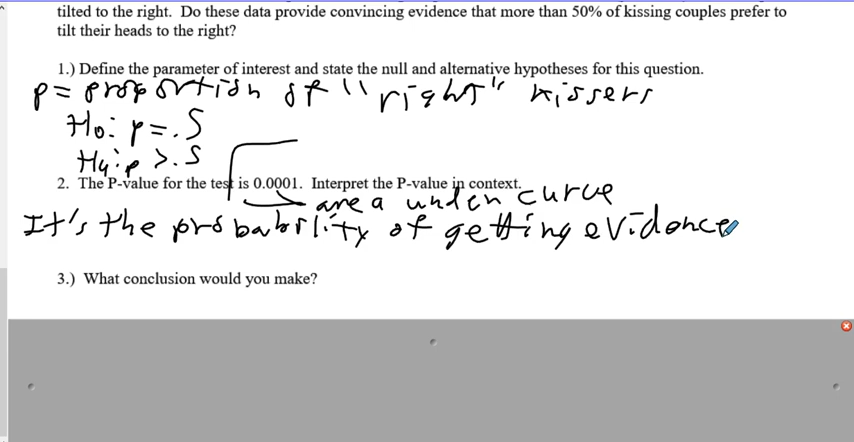 tilted to the right. Do these data provide convincing evidence that more than 50% of kissing couples prefer to
tilt their heads to the right?
1.) Define the parameter of interest and state the null and alternative hypotheses for this question.
p = proportion of "right" kissers
Ho: p = .5
Ha: p > .5
2. The P-value for the test is 0.0001. Interpret the P-value in context.
area under curve
It's the probability of getting evidence
3.) What conclusion would you make?